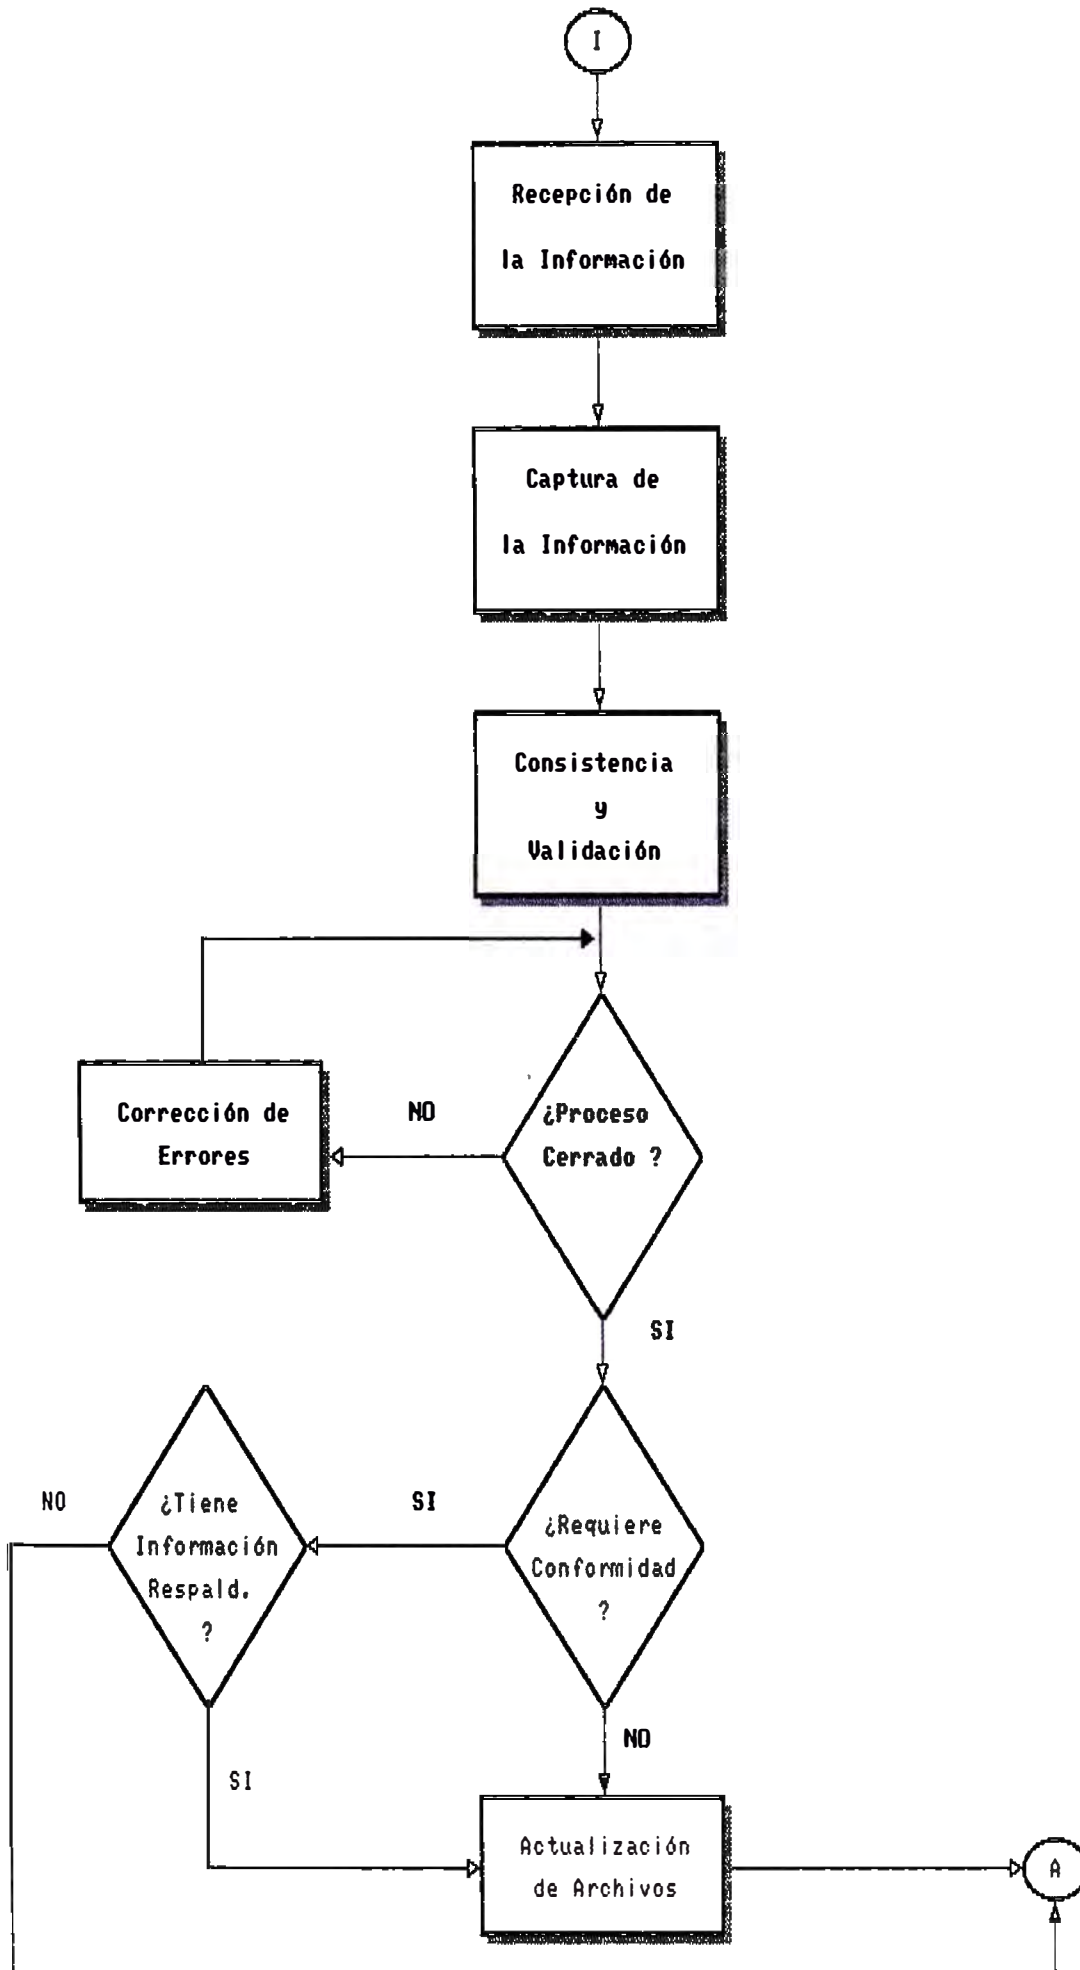 I
Recepción de
la Información
Captura de
la Información
Consistencia
y
Validación
Corrección de
Errores
NO
¿Proceso
Cerrado ?
SI
NO
¿Tiene
Información
Respald.
?
SI
¿Requiere
Conformidad
?
NO
SI
Actualización
de Archivos
A